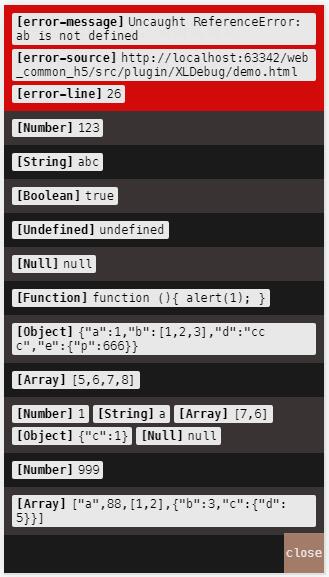 [error-message] Uncaught ReferenceError:
ab is not defined
[error-source] http://localhost:63342/web
_common_h5/src/plugin/XLDebug/demo.html
[error-line] 26
[Number] 123
[String] abc
[Boolean] true
[Undefined] undefined
[Null] null
[Function] function (){ alert(1); }
[Object] {"a":1,"b":[1,2,3],"d":"cc
c","e":{"p":666}}
[Array] [5,6,7,8]
[Number] 1 [String] a [Array] [7,6]
[Object] {"c":1} [Null] null
[Number] 999
[Array] ["a",88,[1,2],{"b":3,"c":{"d":
5}}]
close